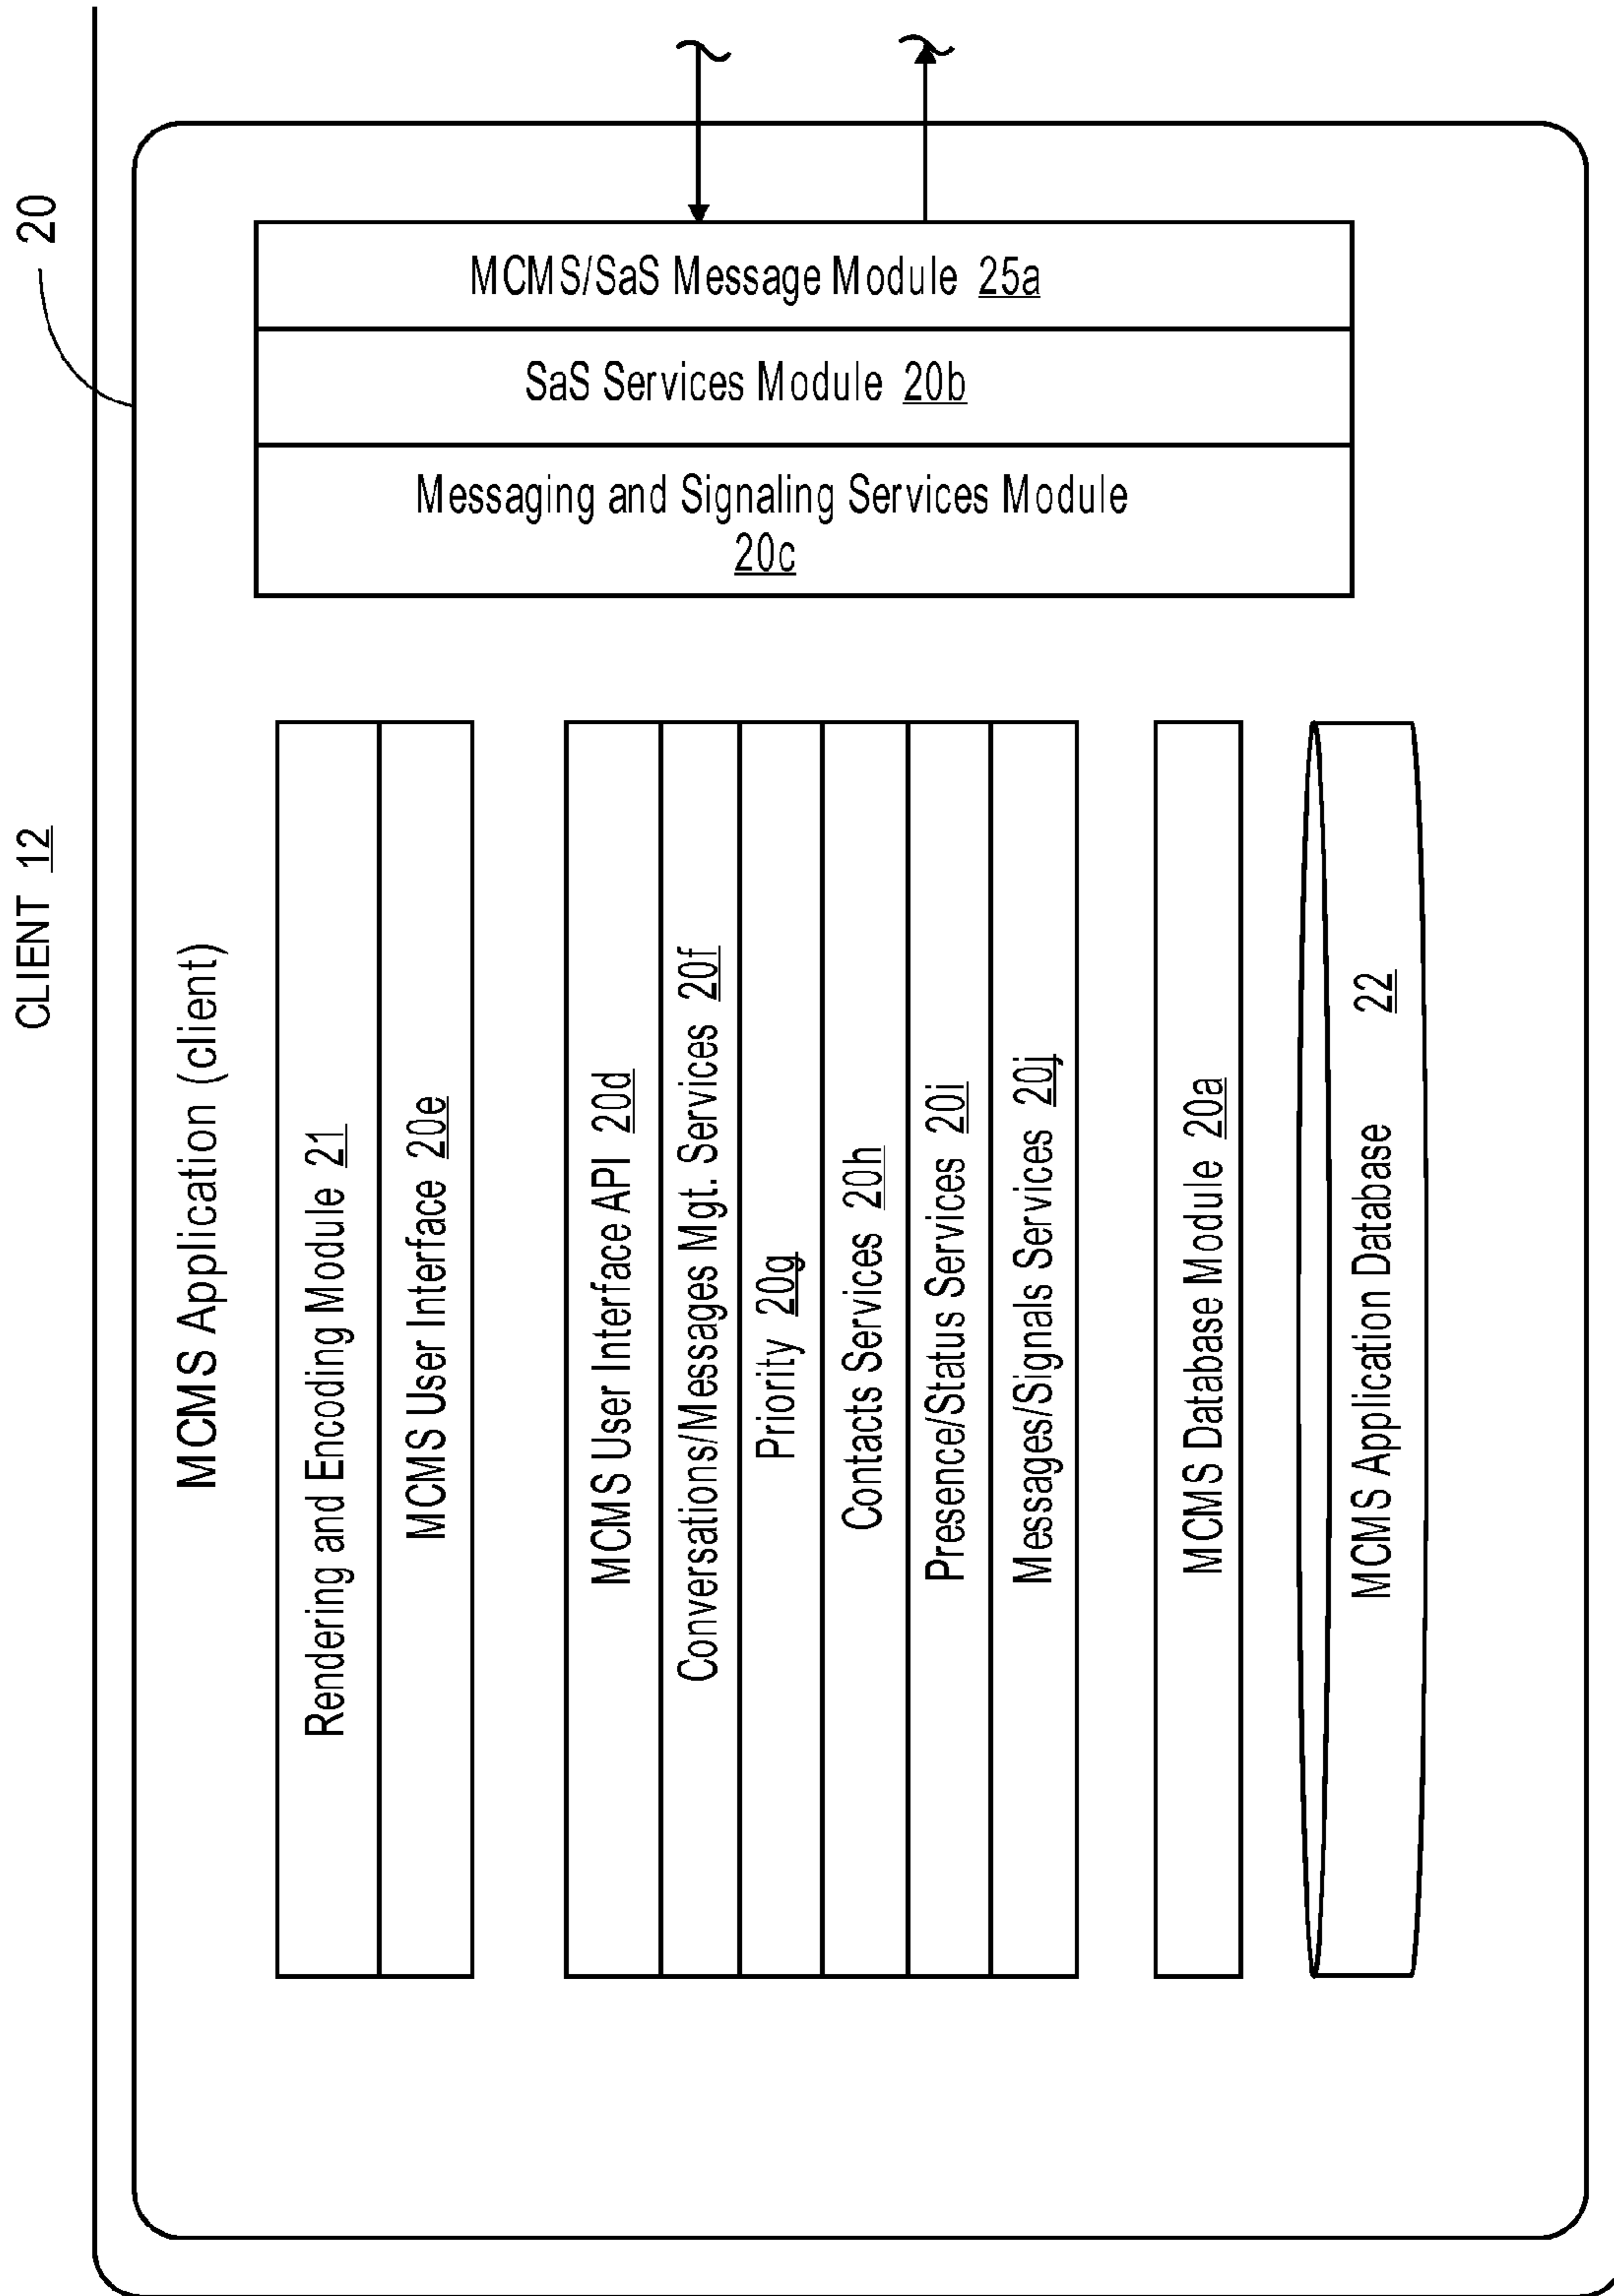 CLIENT 12
20
MCMS Application (client)
Rendering and Encoding Module 21
MCMS User Interface 20e
MCMS User Interface API 20d
Conversations/Messages Mgt. Services 20f
Priority 20g
Contacts Services 20h
Presence/Status Services 20i
Messages/Signals Services 20j
MCMS Database Module 20a
MCMS Application Database 22
MCMS/SaS Message Module 25a
SaS Services Module 20b
Messaging and Signaling Services Module
20c